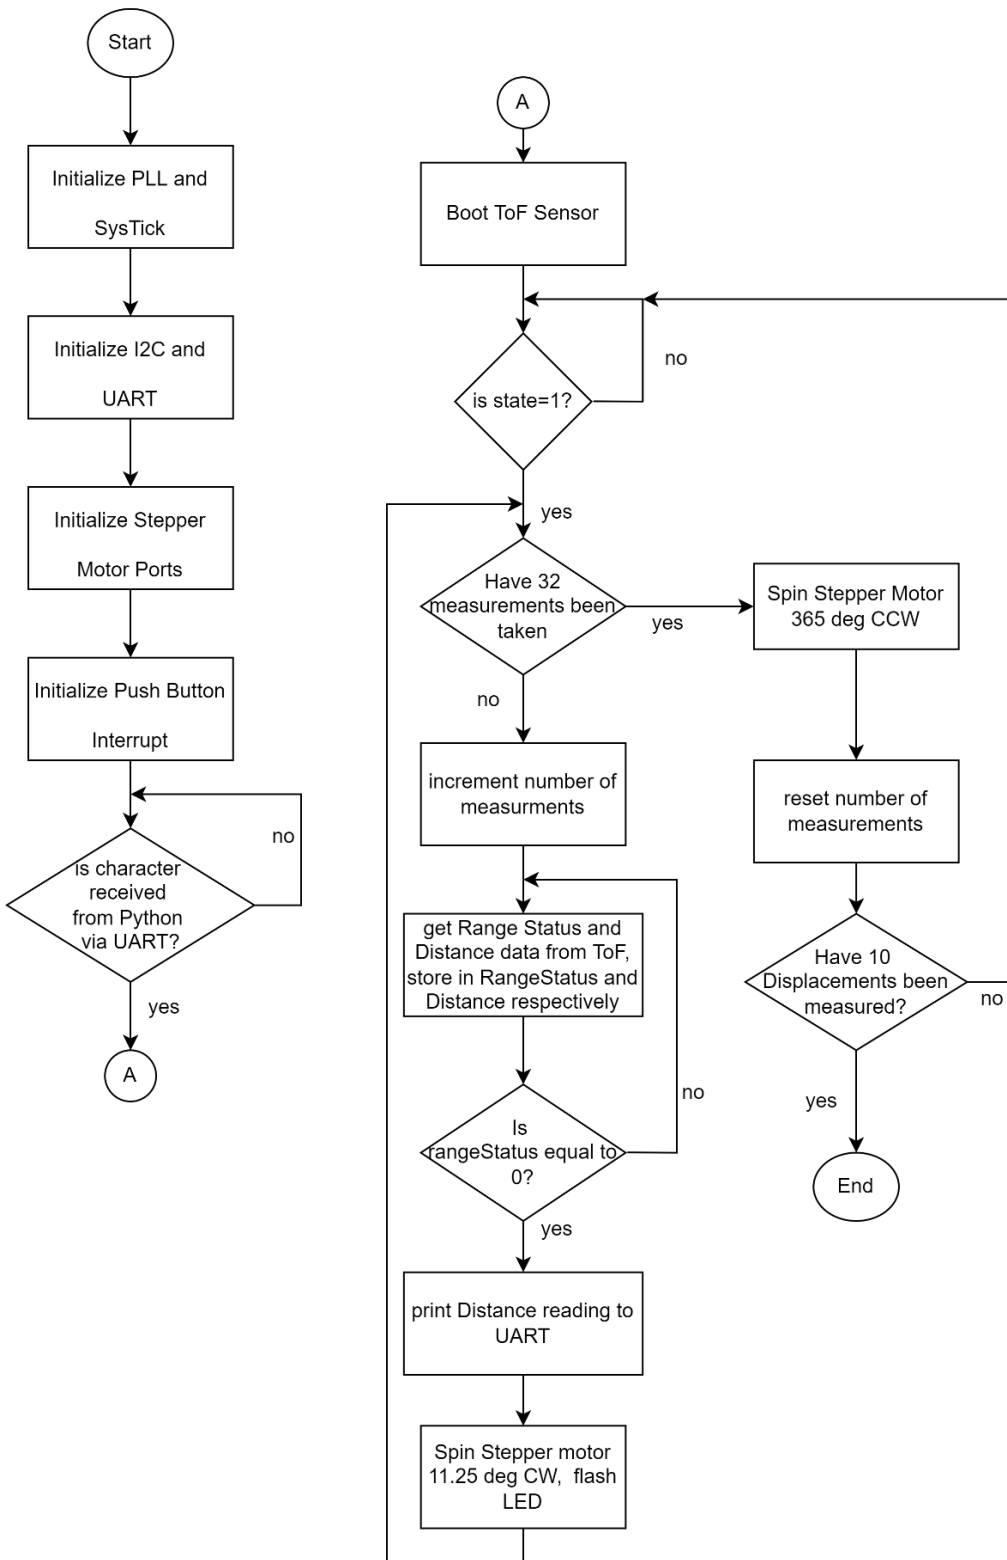 Start
Initialize PLL and
SysTick
Initialize I2C and
UART
Initialize Stepper
Motor Ports
Initialize Push Button
Interrupt
no
is character
received
from Python
via UART?
yes
A
A
Boot ToF Sensor
no
is state=1?
yes
Have 32
measurements been
taken
yes
no
increment number of
measurments
get Range Status and
Distance data from ToF,
store in RangeStatus and
Distance respectively
no
Is
rangeStatus equal to
0?
yes
print Distance reading to
UART
Spin Stepper motor
11.25 deg CW, flash
LED
Spin Stepper Motor
365 deg CCW
reset number of
measurements
Have 10
Displacements been
measured?
no
yes
End